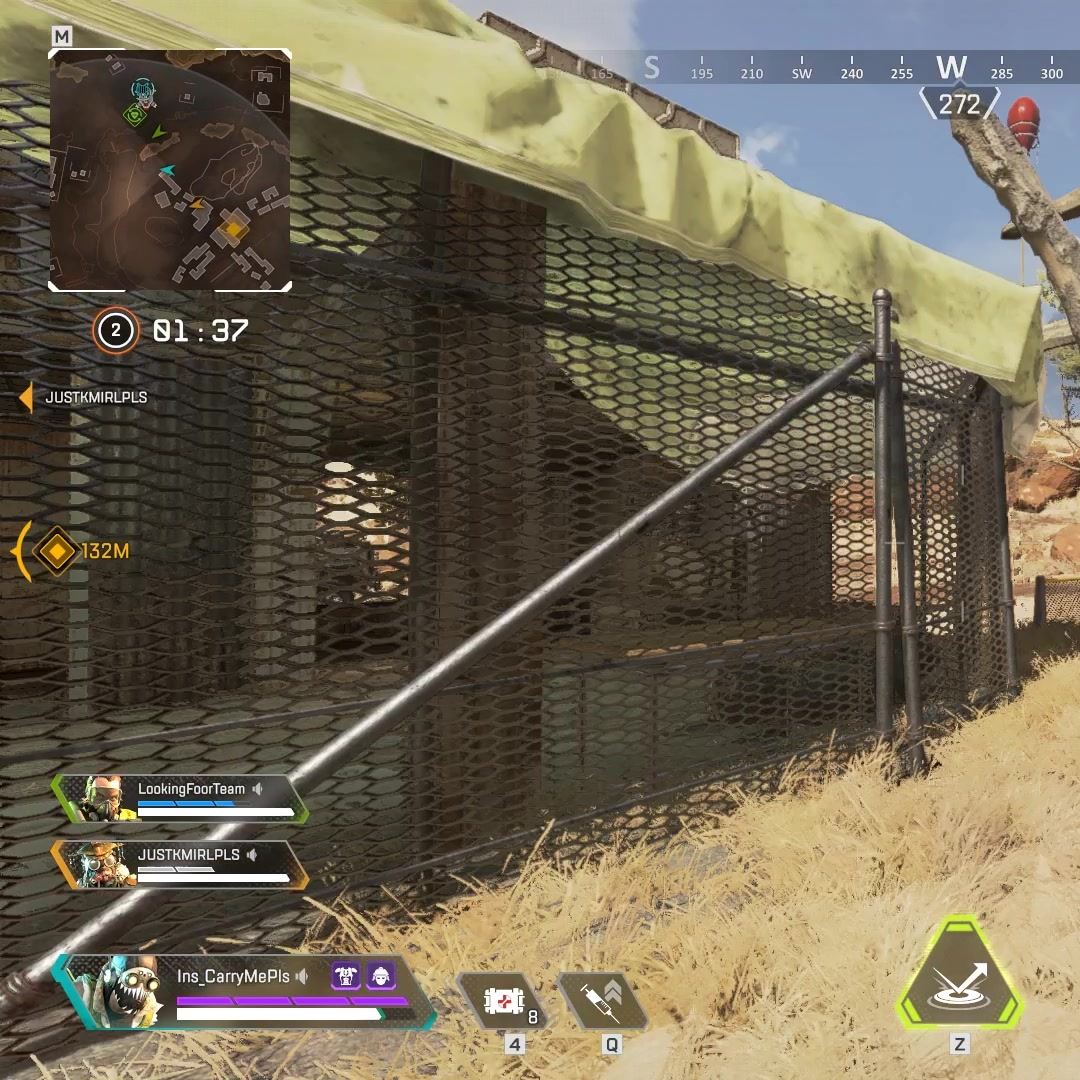 M
165 S 195 210 SW 240 255 W 285 300
272
2 01:37
JUSTKMIRLPLS
132M
LookingFoorTeam
JUSTKMIRLPLS
Ins_CarryMePls
8
4 Q Z